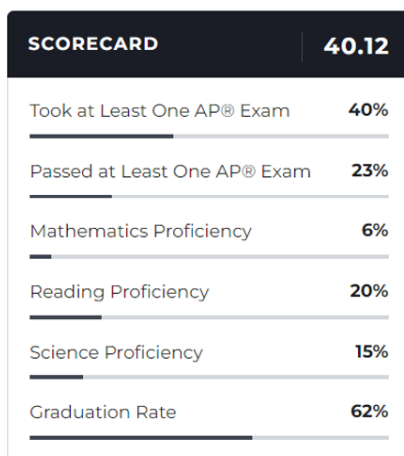 SCORECARD 40.12
Took at Least One AP® Exam 40%
Passed at Least One AP® Exam 23%
Mathematics Proficiency 6%
Reading Proficiency 20%
Science Proficiency 15%
Graduation Rate 62%